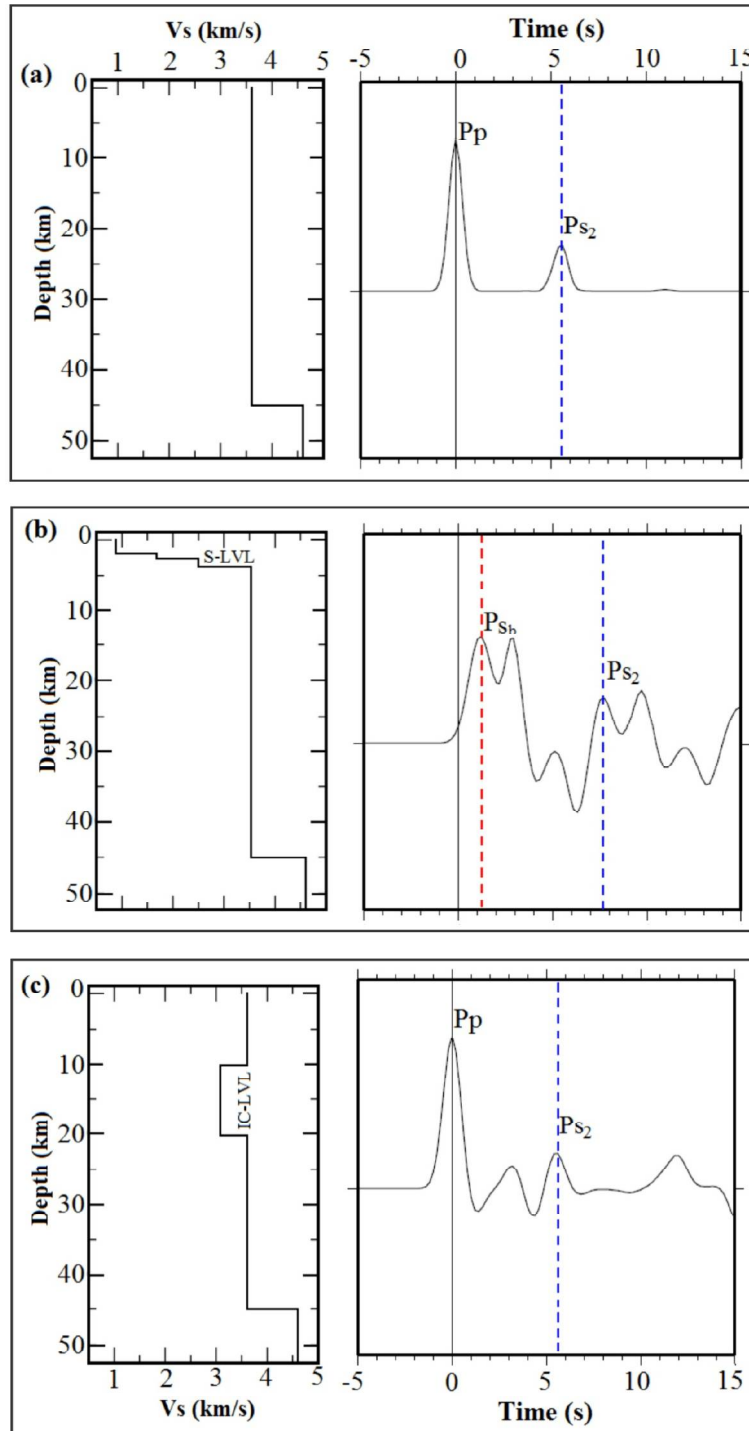 Vs (km/s)
Time (s)
1 2 3 4 5
-5 0 5 10 15
(a)
0
10
20
30
40
50
Depth (km)
Pp
Ps₂
(b)
0
10
20
30
40
50
Depth (km)
S-LVL
Psₕ
Ps₂
(c)
0
10
20
30
40
50
Depth (km)
IC-LVL
Pp
Ps₂
1 2 3 4 5
-5 0 5 10 15
Vs (km/s)
Time (s)